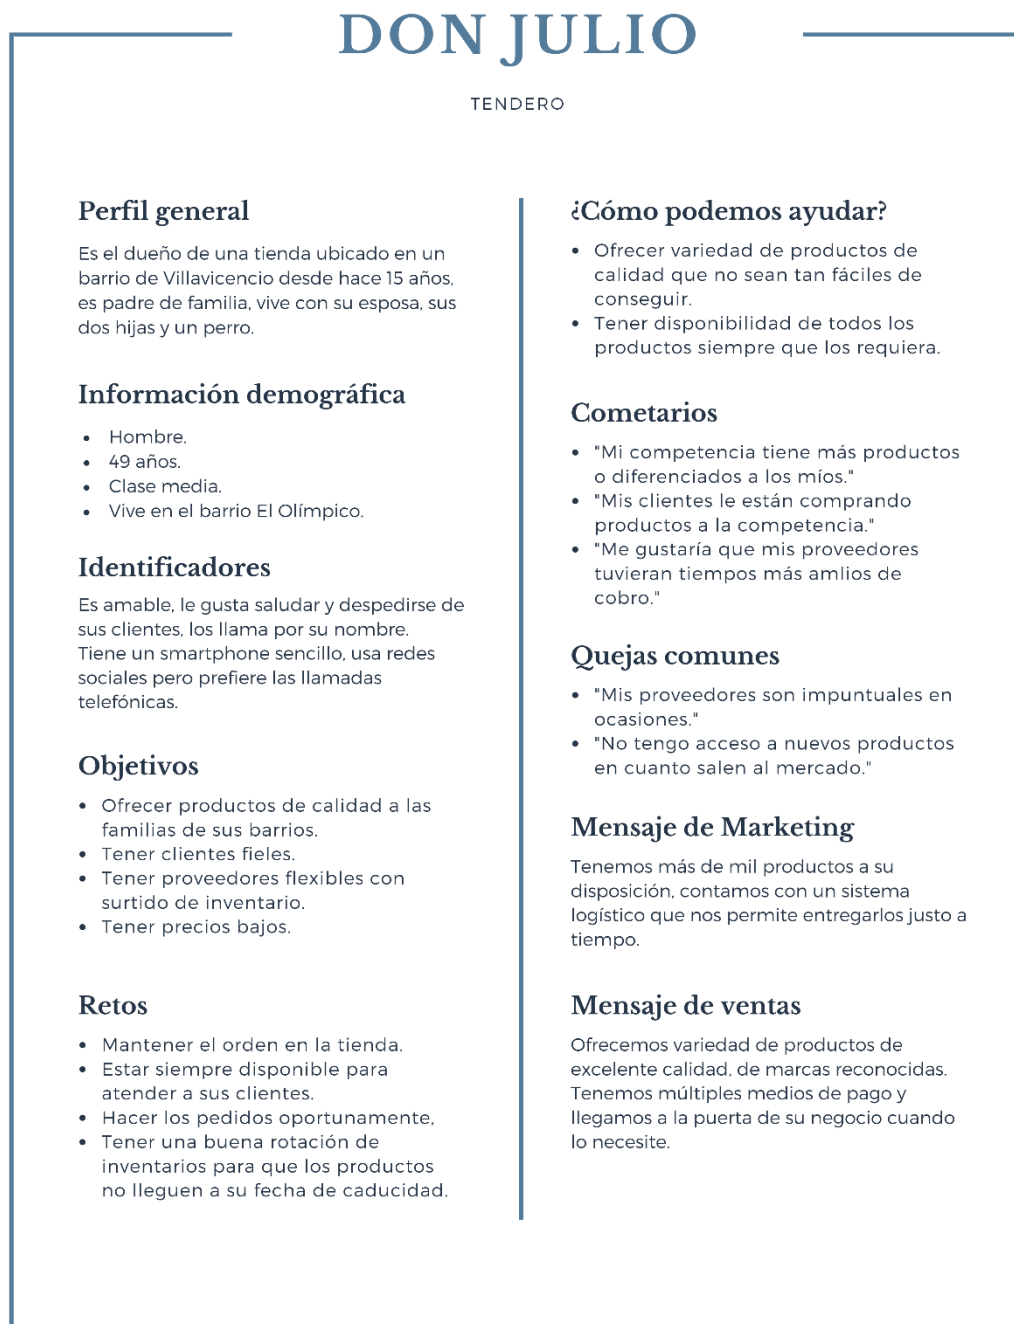 DON JULIO
TENDERO
Perfil general
Es el dueño de una tienda ubicado en un
barrio de Villavicencio desde hace 15 años,
es padre de familia, vive con su esposa, sus
dos hijas y un perro.
Información demográfica
• Hombre.
• 49 años.
• Clase media.
• Vive en el barrio El Olímpico.
Identificadores
Es amable, le gusta saludar y despedirse de
sus clientes, los llama por su nombre.
Tiene un smartphone sencillo, usa redes
sociales pero prefiere las llamadas
telefónicas.
Objetivos
• Ofrecer productos de calidad a las
familias de sus barrios.
• Tener clientes fieles.
• Tener proveedores flexibles con
surtido de inventario.
• Tener precios bajos.
Retos
• Mantener el orden en la tienda.
• Estar siempre disponible para
atender a sus clientes.
• Hacer los pedidos oportunamente,
• Tener una buena rotación de
inventarios para que los productos
no lleguen a su fecha de caducidad.
¿Cómo podemos ayudar?
• Ofrecer variedad de productos de
calidad que no sean tan fáciles de
conseguir.
• Tener disponibilidad de todos los
productos siempre que los requiera.
Cometarios
• "Mi competencia tiene más productos
o diferenciados a los míos."
• "Mis clientes le están comprando
productos a la competencia."
• "Me gustaría que mis proveedores
tuvieran tiempos más amlios de
cobro."
Quejas comunes
• "Mis proveedores son impuntuales en
ocasiones."
• "No tengo acceso a nuevos productos
en cuanto salen al mercado."
Mensaje de Marketing
Tenemos más de mil productos a su
disposición, contamos con un sistema
logístico que nos permite entregarlos justo a
tiempo.
Mensaje de ventas
Ofrecemos variedad de productos de
excelente calidad, de marcas reconocidas.
Tenemos múltiples medios de pago y
llegamos a la puerta de su negocio cuando
lo necesite.